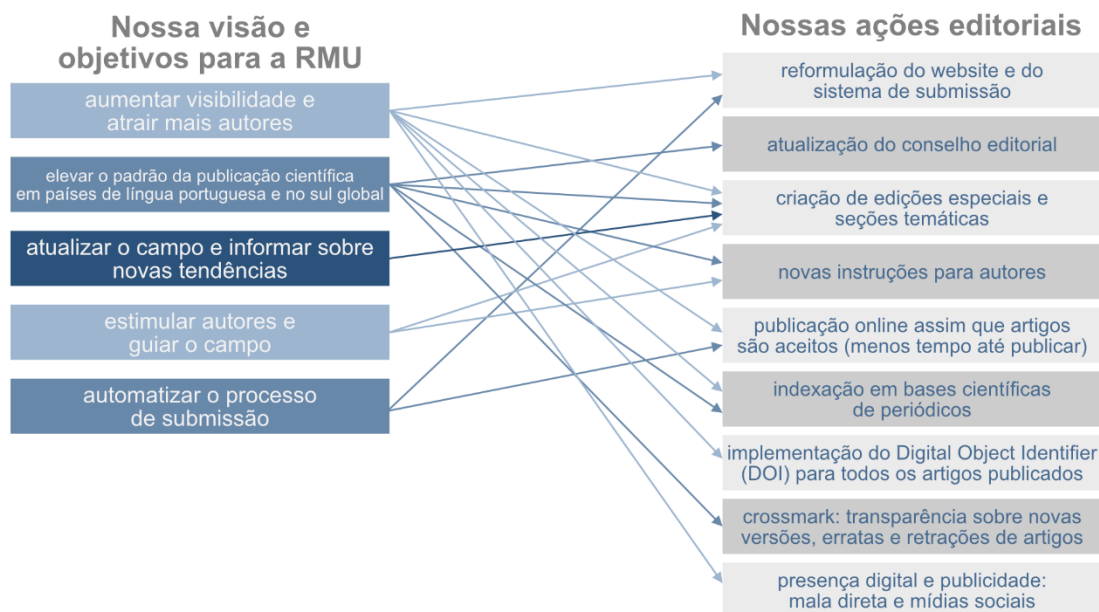 Nossa visão e
objetivos para a RMU
aumentar visibilidade e
atrair mais autores
elevar o padrão da publicação científica
em países de língua portuguesa e no sul global
atualizar o campo e informar sobre
novas tendências
estimular autores e
guiar o campo
automatizar o processo
de submissão
Nossas ações editoriais
reformulação do website e do
sistema de submissão
atualização do conselho editorial
criação de edições especiais e
seções temáticas
novas instruções para autores
publicação online assim que artigos
são aceitos (menos tempo até publicar)
indexação em bases científicas
de periódicos
implementação do Digital Object Identifier
(DOI) para todos os artigos publicados
crossmark: transparência sobre novas
versões, erratas e retrações de artigos
presença digital e publicidade:
mala direta e mídias sociais